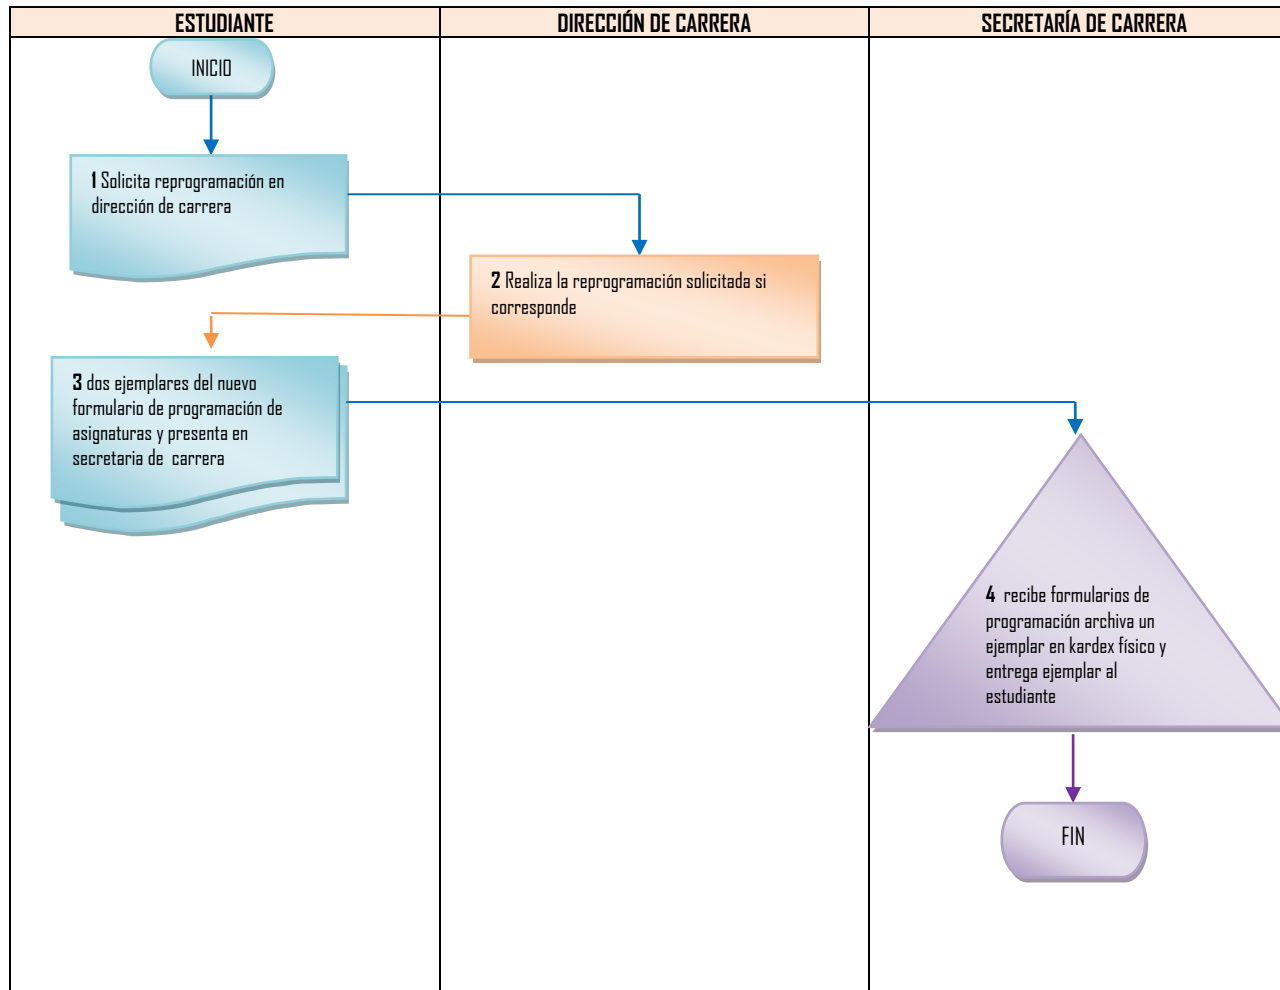 ESTUDIANTE
DIRECCIÓN DE CARRERA
SECRETARÍA DE CARRERA
INICIO
1 Solicita reprogramación en
dirección de carrera
2 Realiza la reprogramación solicitada si
corresponde
3 dos ejemplares del nuevo
formulario de programación de
asignaturas y presenta en
secretaria de carrera
4 recibe formularios de
programación archiva un
ejemplar en kardex físico y
entrega ejemplar al
estudiante
FIN